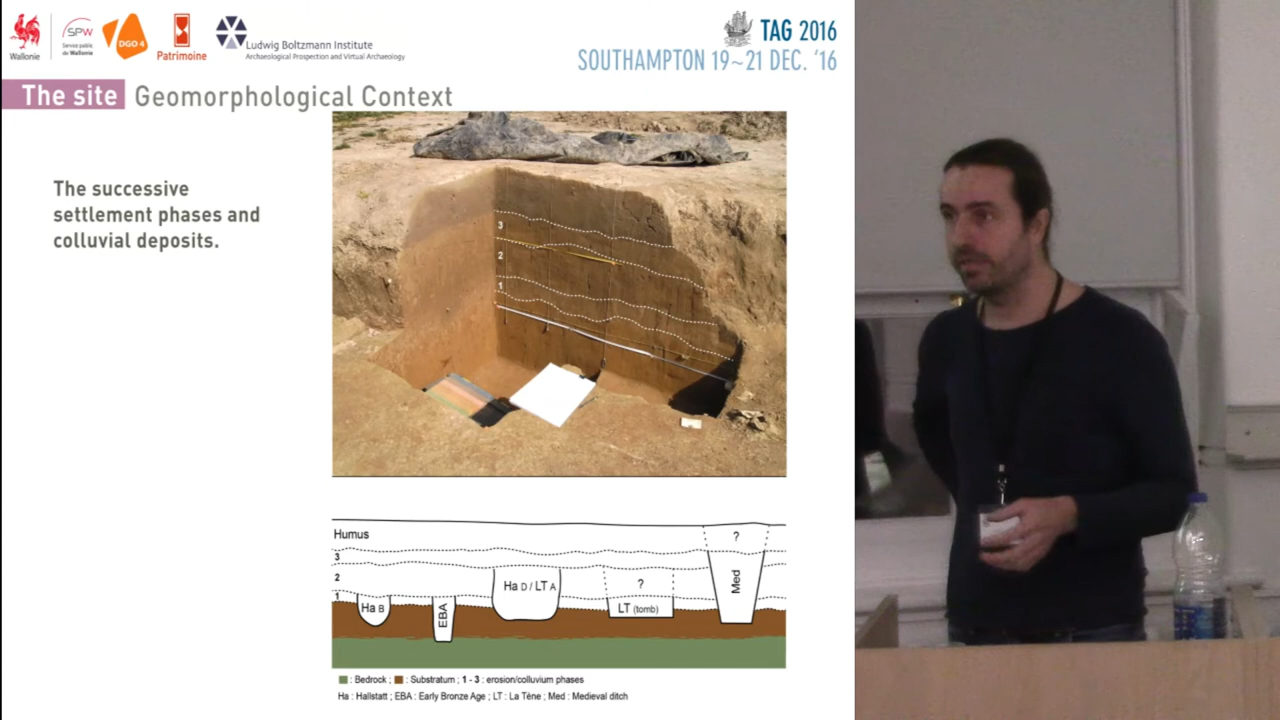 Wallonie
SPW
Service public
de Wallonie
DGO 4
Patrimoine
Ludwig Boltzmann Institute
Archaeological Prospection and Virtual Archaeology
TAG 2016
SOUTHAMPTON 19~21 DEC. '16
The site Geomorphological Context
The successive
settlement phases and
colluvial deposits.
3
2
1
Humus
3
2
1
Ha B
EBA
Ha D / LT A
?
LT (tomb)
?
Med
: Bedrock ; : Substratum ; 1 - 3 : erosion/colluvium phases
Ha : Hallstatt ; EBA : Early Bronze Age ; LT : La Tène ; Med : Medieval ditch